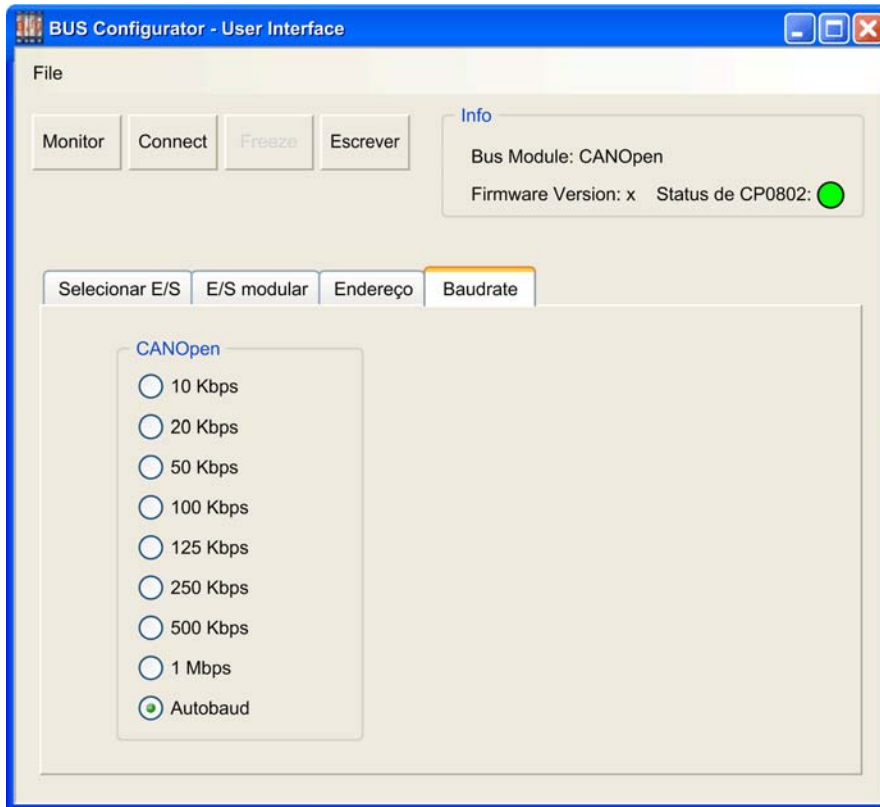 BUS Configurator - User Interface
File
Monitor Connect Freeze Escrever
Info
Bus Module: CANOpen
Firmware Version: x Status de CP0802:
Selecionar E/S E/S modular Endereço Baudrate
CANOpen
10 Kbps
20 Kbps
50 Kbps
100 Kbps
125 Kbps
250 Kbps
500 Kbps
1 Mbps
Autobaud